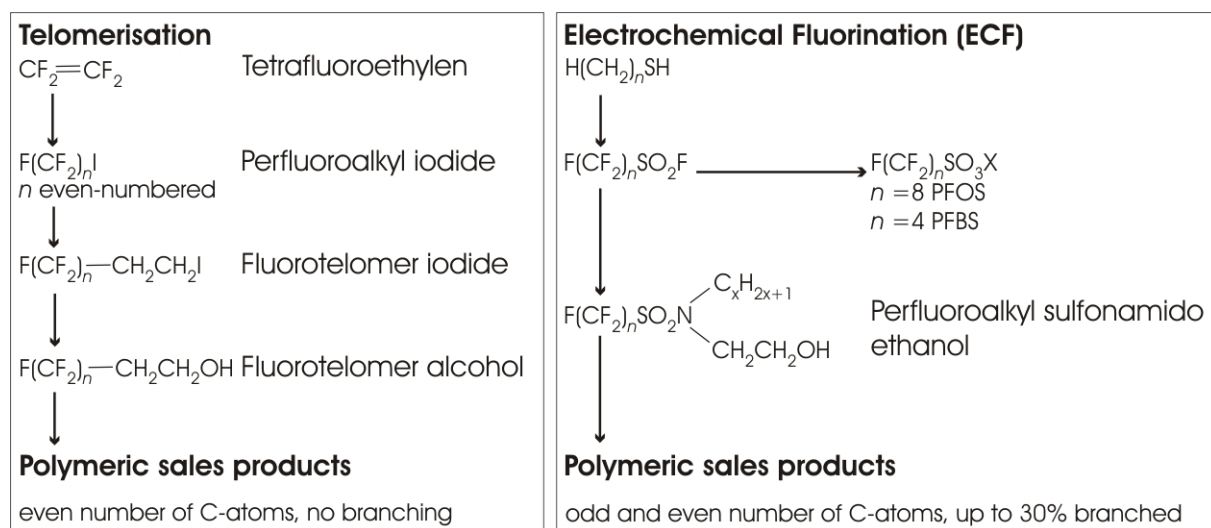 Telomerisation
CF₂=CF₂ Tetrafluoroethylen
F(CF₂)ₙI Perfluoroalkyl iodide
n even-numbered
F(CF₂)ₙ—CH₂CH₂I Fluorotelomer iodide
F(CF₂)ₙ—CH₂CH₂OH Fluorotelomer alcohol
Polymeric sales products
even number of C-atoms, no branching
Electrochemical Fluorination (ECF)
H(CH₂)ₙSH
F(CF₂)ₙSO₂F F(CF₂)ₙSO₃X
n =8 PFOS
n =4 PFBS
CₓH₂ₓ₊₁
F(CF₂)ₙSO₂N Perfluoroalkyl sulfonamido
CH₂CH₂OH ethanol
Polymeric sales products
odd and even number of C-atoms, up to 30% branched